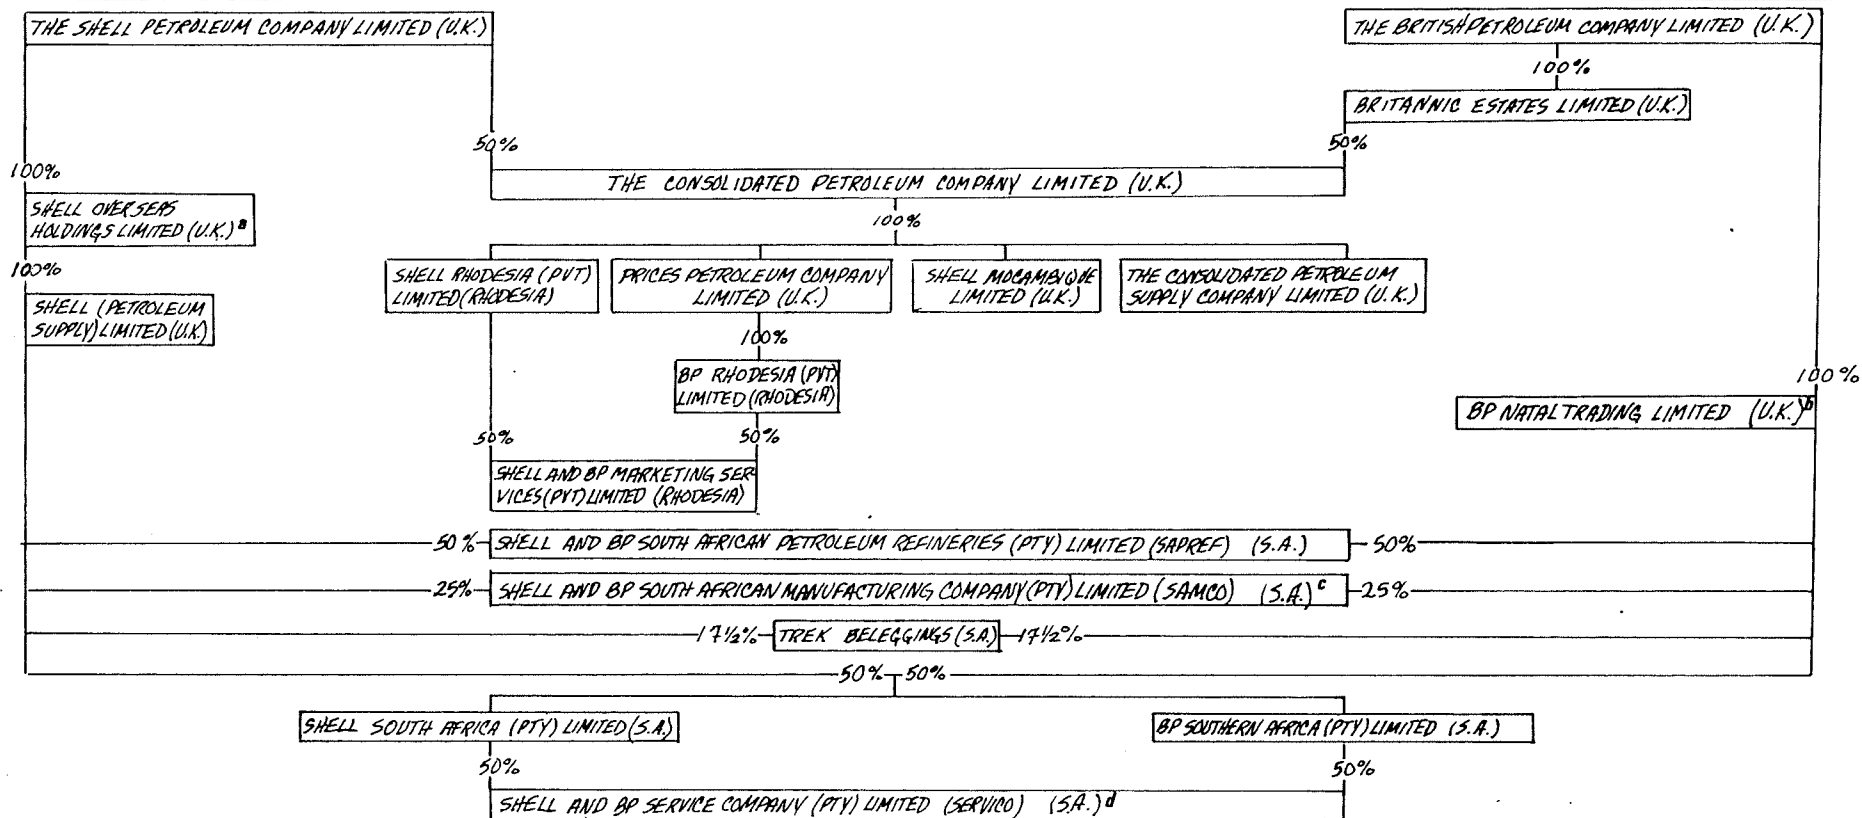 THE SHELL PETROLEUM COMPANY LIMITED (U.K.)
THE BRITISH PETROLEUM COMPANY LIMITED (U.K.)
100%
BRITANNIC ESTATES LIMITED (U.K.)
50%
50%
100%
THE CONSOLIDATED PETROLEUM COMPANY LIMITED (U.K.)
SHELL OVERSEAS
HOLDINGS LIMITED (U.K.) a
100%
100%
SHELL RHODESIA (PVT)
LIMITED (RHODESIA)
PRICES PETROLEUM COMPANY
LIMITED (U.K.)
SHELL MOCAMBIQUE
LIMITED (U.K.)
THE CONSOLIDATED PETROLEUM
SUPPLY COMPANY LIMITED (U.K.)
SHELL (PETROLEUM
SUPPLY) LIMITED (U.K)
100%
BP RHODESIA (PVT)
LIMITED (RHODESIA)
100%
BP NATAL TRADING LIMITED (U.K.) b
50%
50%
SHELL AND BP MARKETING SER-
VICES (PVT) LIMITED (RHODESIA)
50% SHELL AND BP SOUTH AFRICAN PETROLEUM REFINERIES (PTY) LIMITED (SAPREF) (S.A.) 50%
25% SHELL AND BP SOUTH AFRICAN MANUFACTURING COMPANY (PTY) LIMITED (SAMCO) (S.A.) c 25%
17 1/2% TREK BELEGGINGS (S.A.) 17 1/2%
50% 50%
SHELL SOUTH AFRICA (PTY) LIMITED (S.A.)
BP SOUTHERN AFRICA (PTY) LIMITED (S.A.)
50%
50%
SHELL AND BP SERVICE COMPANY (PTY) LIMITED (SERVICO) (S.A.) d